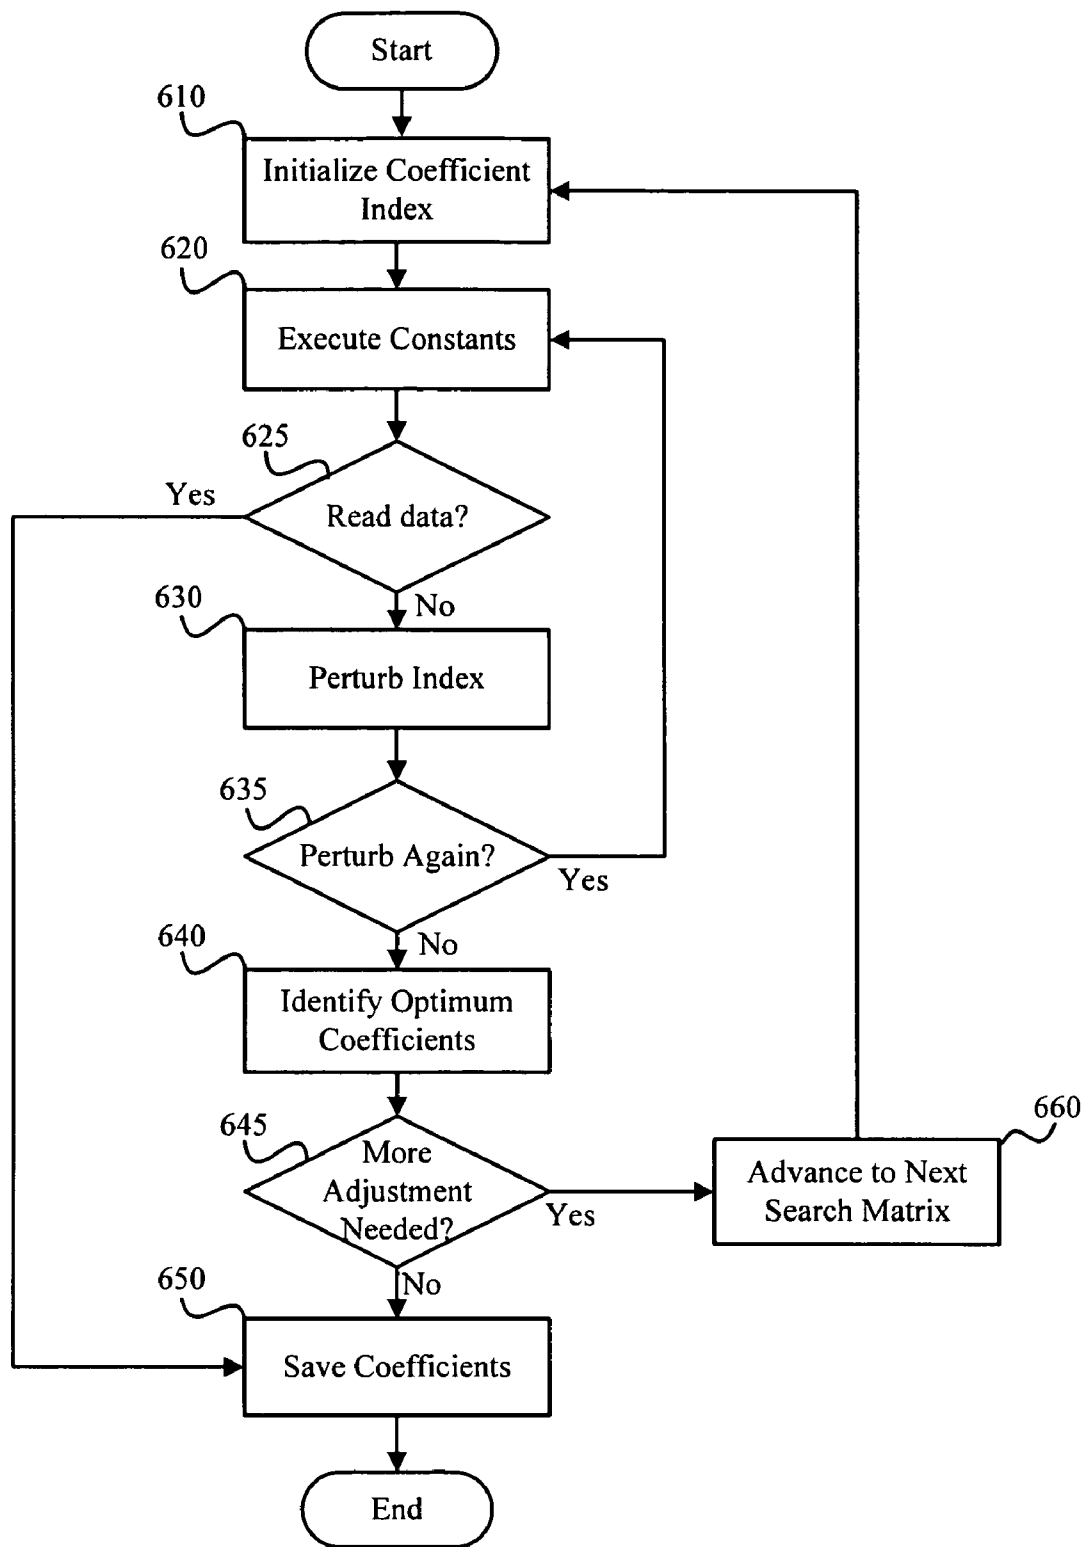 Start
610
Initialize Coefficient
Index
620
Execute Constants
625
Yes
Read data?
No
630
Perturb Index
635
Perturb Again?
Yes
No
640
Identify Optimum
Coefficients
645
More
Adjustment
Needed?
Yes
660
Advance to Next
Search Matrix
No
650
Save Coefficients
End